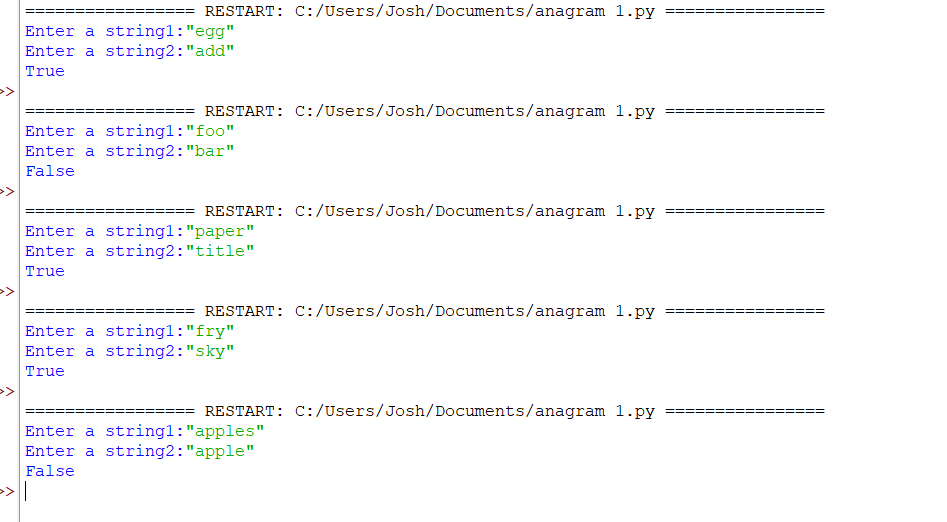 ================= RESTART: C:/Users/Josh/Documents/anagram 1.py ================
Enter a string1:"egg"
Enter a string2:"add"
True
>>
================= RESTART: C:/Users/Josh/Documents/anagram 1.py ================
Enter a string1:"foo"
Enter a string2:"bar"
False
>>
================= RESTART: C:/Users/Josh/Documents/anagram 1.py ================
Enter a string1:"paper"
Enter a string2:"title"
True
>>
================= RESTART: C:/Users/Josh/Documents/anagram 1.py ================
Enter a string1:"fry"
Enter a string2:"sky"
True
>>
================= RESTART: C:/Users/Josh/Documents/anagram 1.py ================
Enter a string1:"apples"
Enter a string2:"apple"
False
>>